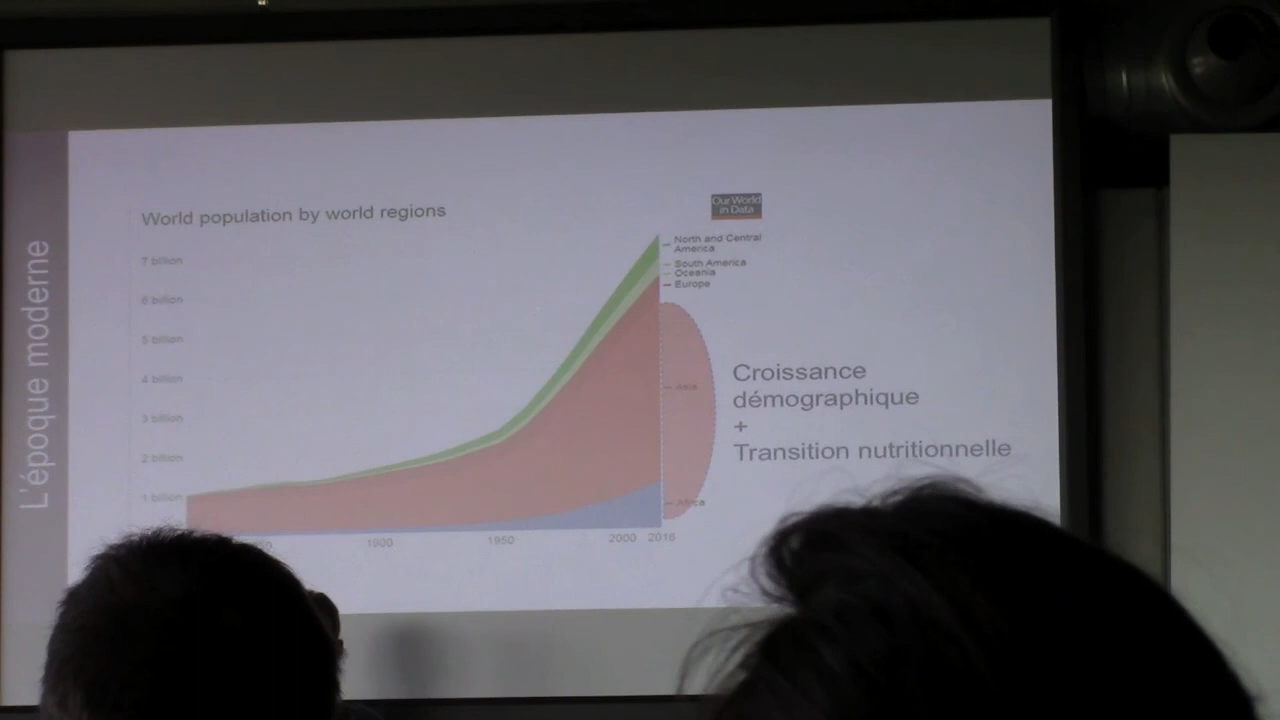 L'époque moderne
World population by world regions
Our World
in Data
7 billion
6 billion
5 billion
4 billion
3 billion
2 billion
1 billion
North and Central
America
South America
Oceania
Europe
Asia
Africa
1900
1950
2000
2016
Croissance
démographique
+
Transition nutritionnelle